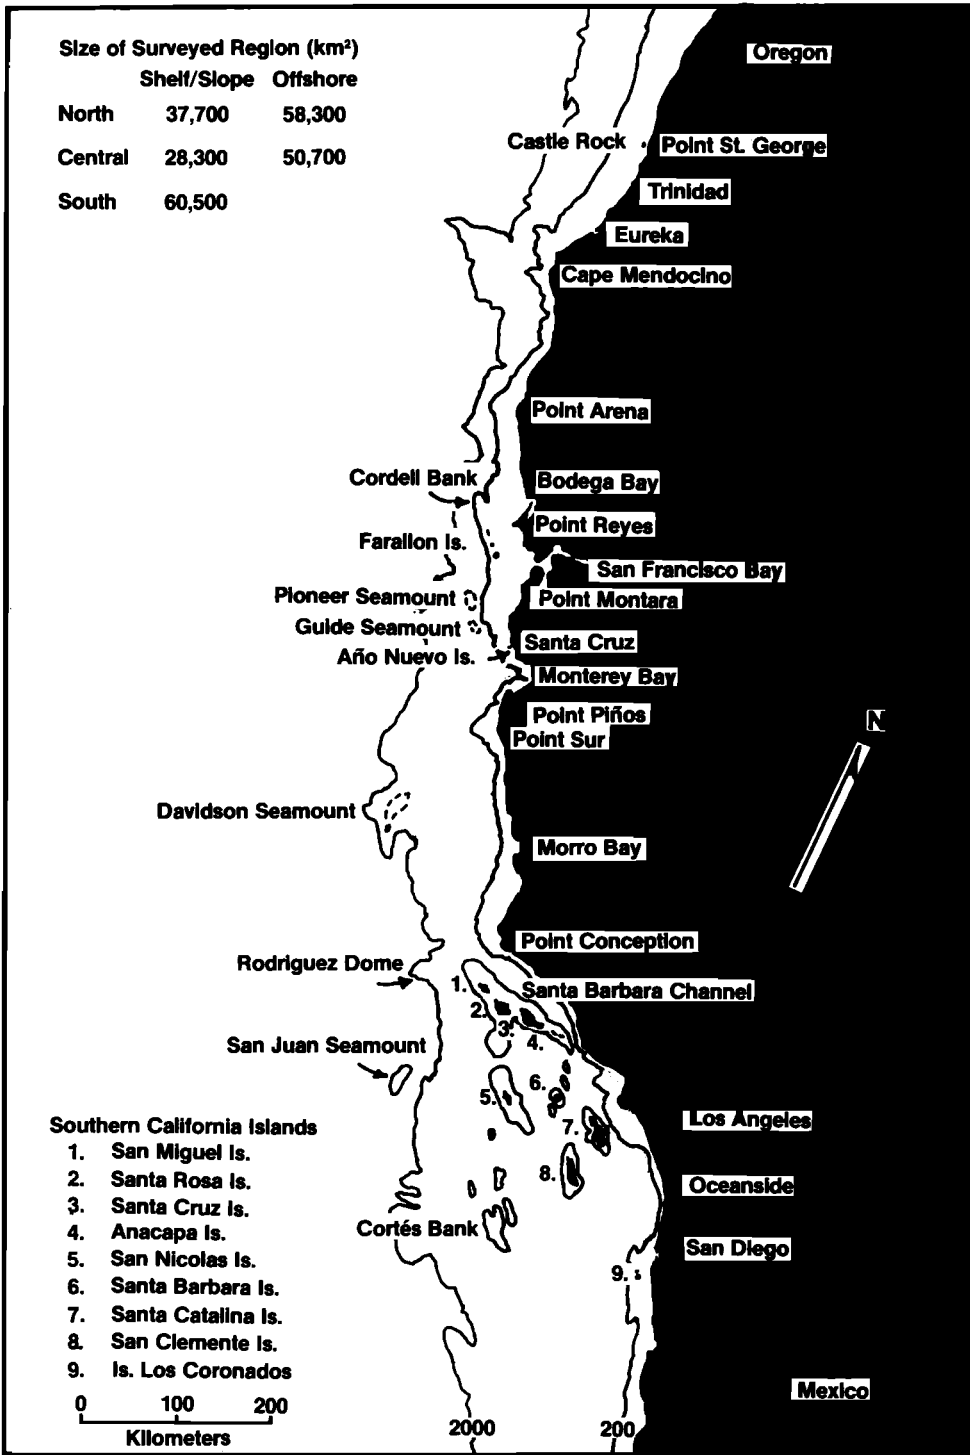 Size of Surveyed Region (km²)
Shelf/Slope Offshore
North 37,700 58,300
Central 28,300 50,700
South 60,500
Oregon
Castle Rock
Point St. George
Trinidad
Eureka
Cape Mendocino
Point Arena
Cordell Bank
Bodega Bay
Point Reyes
Farallon Is.
San Francisco Bay
Pioneer Seamount
Point Montara
Guide Seamount
Santa Cruz
Año Nuevo Is.
Monterey Bay
Point Piños
N
Point Sur
Davidson Seamount
Morro Bay
Point Conception
Rodriguez Dome
1.
Santa Barbara Channel
2.
3.
4.
San Juan Seamount
6.
5.
7.
Los Angeles
8.
Oceanside
Cortés Bank
San Diego
9.
Southern California Islands
1. San Miguel Is.
2. Santa Rosa Is.
3. Santa Cruz Is.
4. Anacapa Is.
5. San Nicolas Is.
6. Santa Barbara Is.
7. Santa Catalina Is.
8. San Clemente Is.
9. Is. Los Coronados
Mexico
0 100 200
Kilometers
2000
200